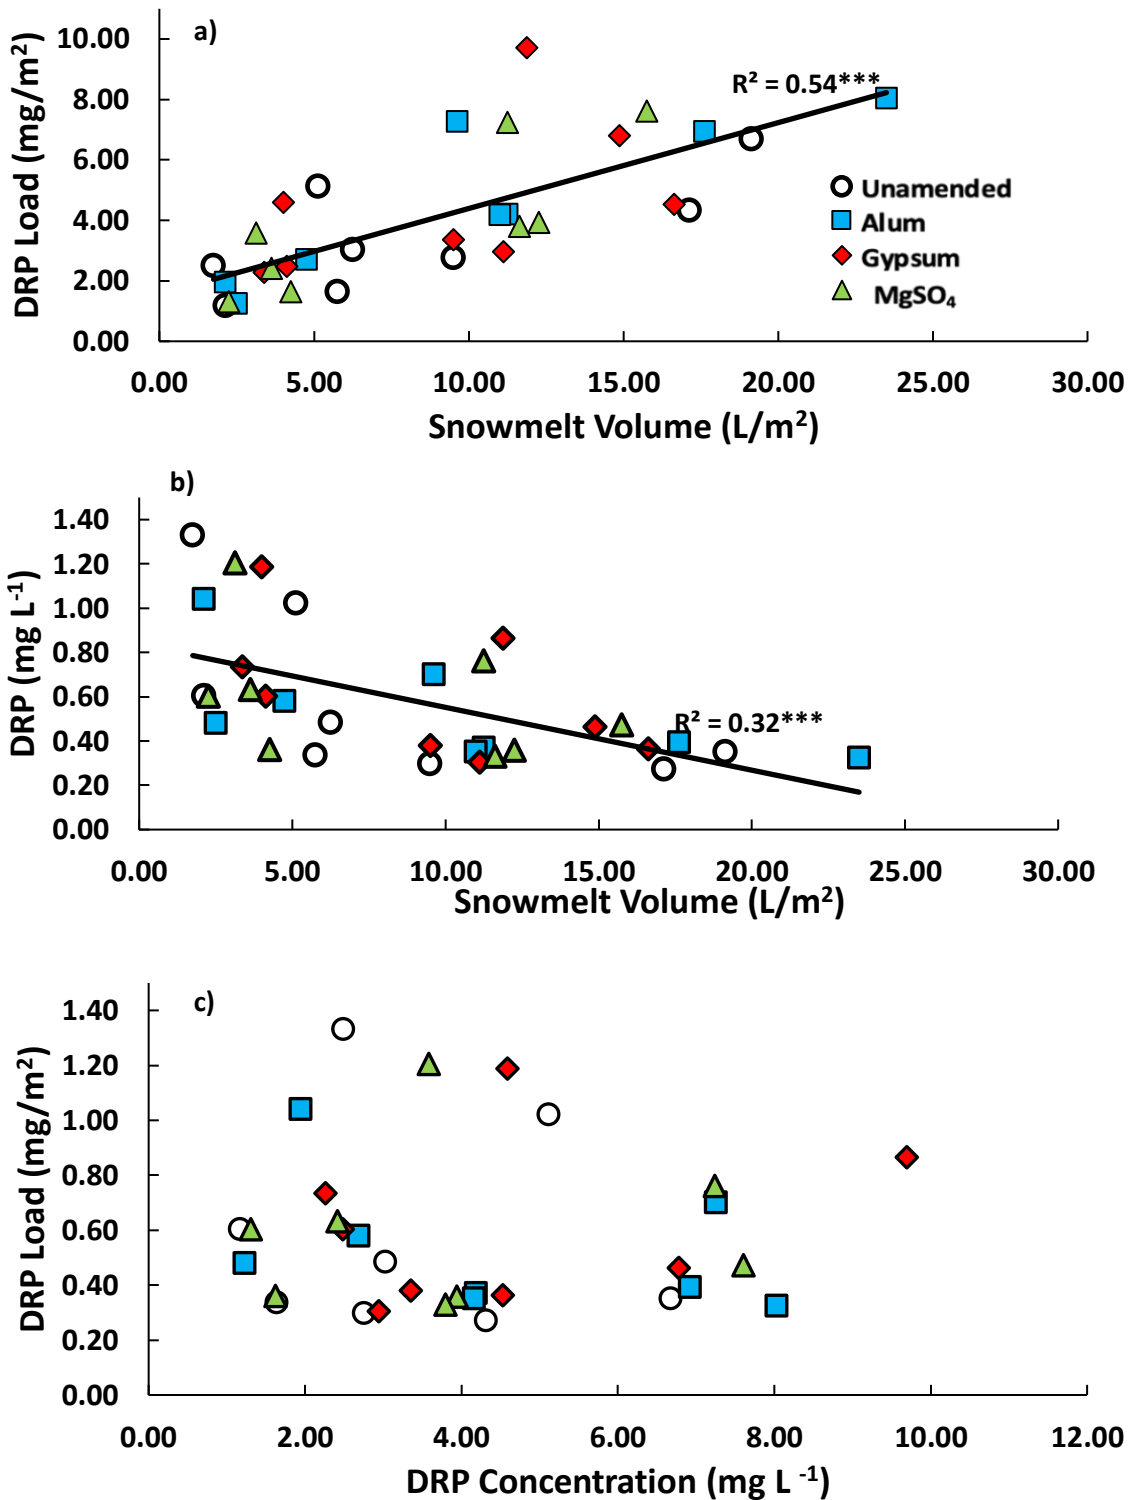 a)
DRP Load (mg/m²)
10.00
8.00
6.00
4.00
2.00
0.00
R² = 0.54***
Unamended
Alum
Gypsum
MgSO₄
0.00 5.00 10.00 15.00 20.00 25.00 30.00
Snowmelt Volume (L/m²)
b)
DRP (mg L⁻¹)
1.40
1.20
1.00
0.80
0.60
0.40
0.20
0.00
R² = 0.32***
0.00 5.00 10.00 15.00 20.00 25.00 30.00
Snowmelt Volume (L/m²)
c)
DRP Load (mg/m²)
1.40
1.20
1.00
0.80
0.60
0.40
0.20
0.00
0.00 2.00 4.00 6.00 8.00 10.00 12.00
DRP Concentration (mg L ⁻¹)